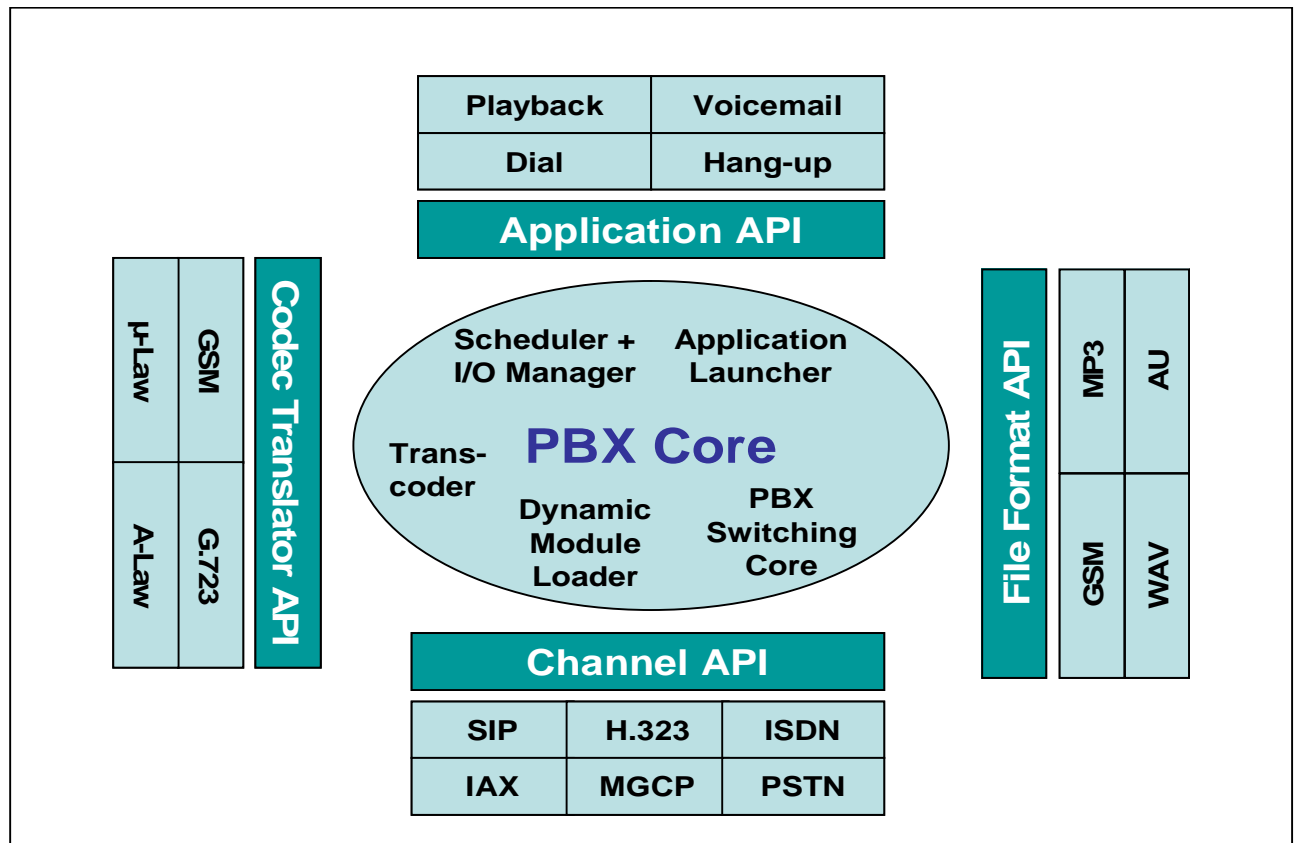 Playback Voicemail
Dial Hang-up
Application API
Codec Translator API
GSM
µ-Law
G.723
A-Law
Scheduler +
I/O Manager
Application
Launcher
PBX Core
Trans-
coder
Dynamic
Module
Loader
PBX
Switching
Core
File Format API
MP3
AU
GSM
WAV
Channel API
SIP H.323 ISDN
IAX MGCP PSTN